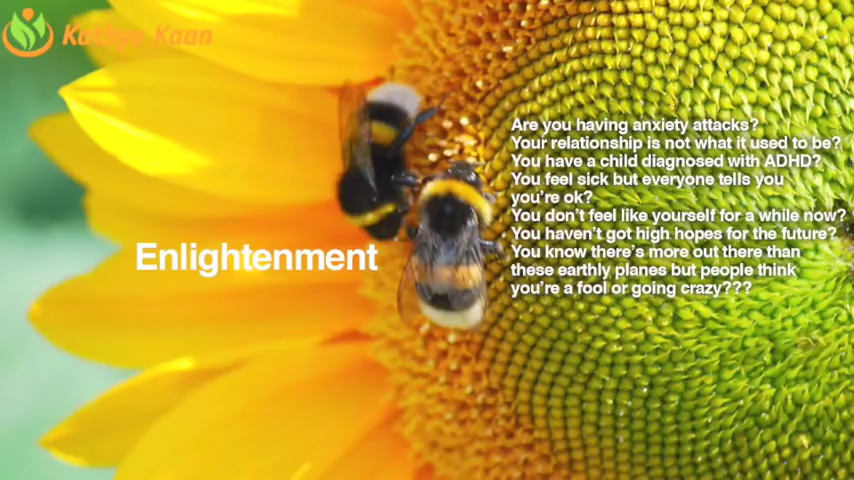 Kathye Kaan
Enlightenment
Are you having anxiety attacks?
Your relationship is not what it used to be?
You have a child diagnosed with ADHD?
You feel sick but everyone tells you
you're ok?
You don't feel like yourself for a while now?
You haven't got high hopes for the future?
You know there's more out there than
these earthly planes but people think
you're a fool or going crazy???